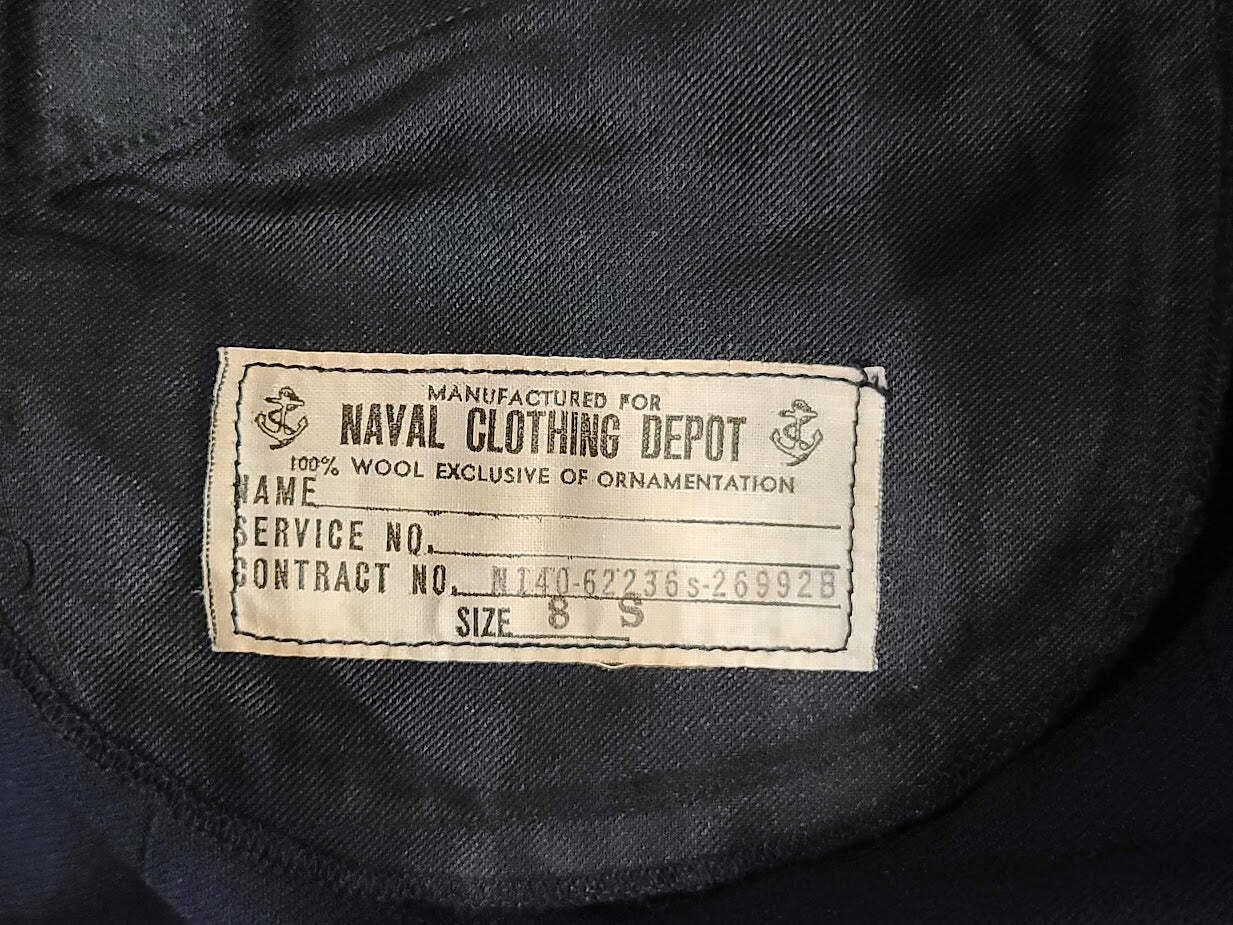 MANUFACTURED FOR
NAVAL CLOTHING DEPOT
100% WOOL EXCLUSIVE OF ORNAMENTATION
NAME
SERVICE NO.
CONTRACT NO. N140-62236s-26992B
SIZE 8 S